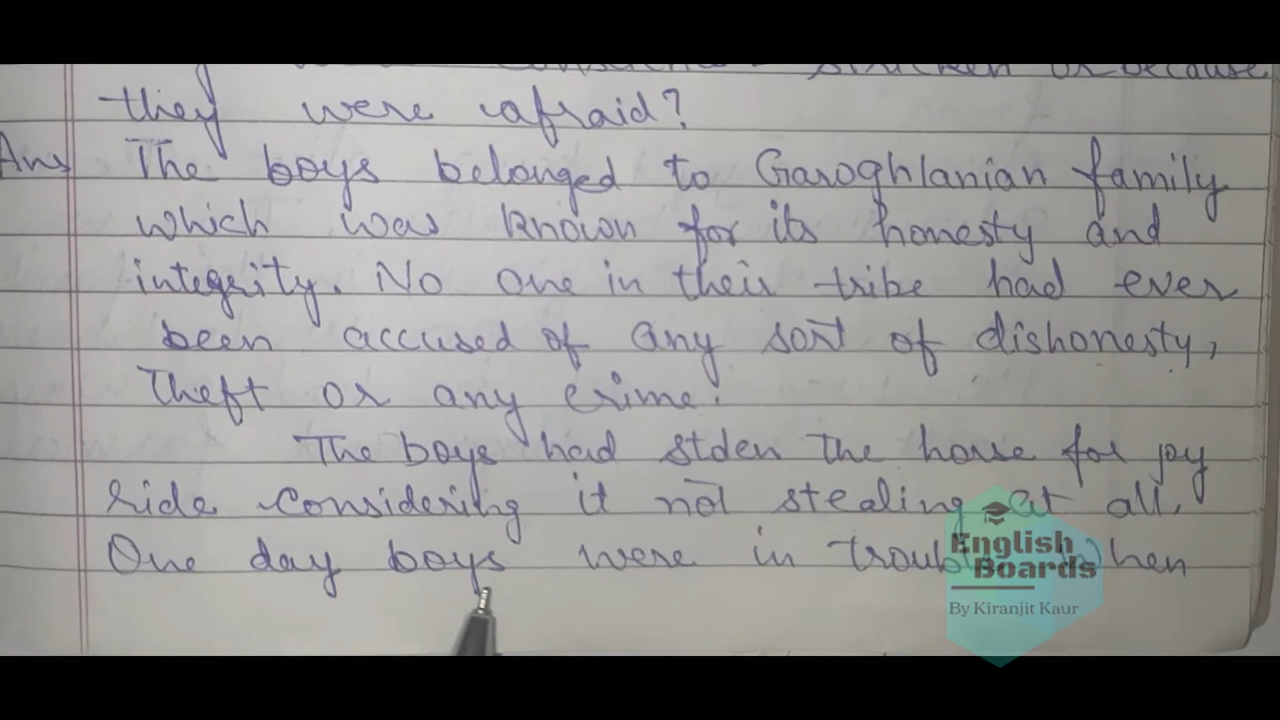 stricken or because
they were afraid?
Ans The boys belonged to Garoghlanian family
which was known for its honesty and
integrity. No one in their tribe had ever
been accused of any sort of dishonesty,
Theft or any crime.
The boys had stolen the horse for joy
ride considering it not stealing at all.
One day boys were in trouble when
English
Boards
By Kiranjit Kaur